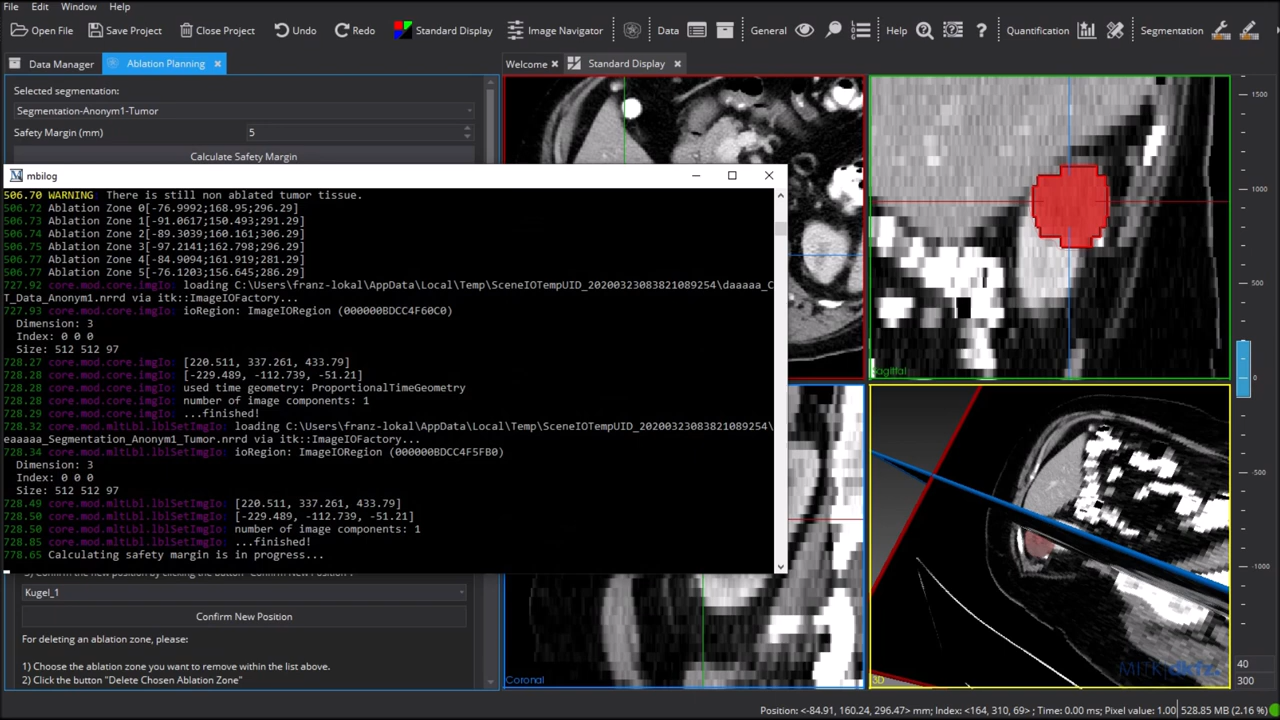 File Edit Window Help
Open File Save Project Close Project Undo Redo Standard Display Image Navigator Data General Help Quantification Segmentation
Data Manager Ablation Planning Welcome Standard Display
Selected segmentation:
Segmentation-Anonym1-Tumor
Safety Margin (mm) 5
Calculate Safety Margin
mbilog
506.70 WARNING There is still non ablated tumor tissue.
506.72 Ablation Zone 0[-76.9992;168.95;296.29]
506.73 Ablation Zone 1[-91.0617;150.493;291.29]
506.74 Ablation Zone 2[-89.3039;160.161;306.29]
506.75 Ablation Zone 3[-97.2141;162.798;296.29]
506.77 Ablation Zone 4[-84.9094;161.919;281.29]
506.77 Ablation Zone 5[-76.1203;156.645;286.29]
727.92 core.mod.core.imgIo: loading C:\Users\franz-lokal\AppData\Local\Temp\SceneIOTempUID_20200323083821089254\daaaaa_C
T_Data_Anonym1.nrrd via itk::ImageIOFactory...
727.93 core.mod.core.imgIo: ioRegion: ImageIORegion (000000BDCC4F60C0)
Dimension: 3
Index: 0 0 0
Size: 512 512 97
728.27 core.mod.core.imgIo: [220.511, 337.261, 433.79]
728.28 core.mod.core.imgIo: [-229.489, -112.739, -51.21]
728.28 core.mod.core.imgIo: used time geometry: ProportionalTimeGeometry
728.28 core.mod.core.imgIo: number of image components: 1
728.29 core.mod.core.imgIo: ...finished!
728.32 core.mod.mltLbl.lblSetImgIo: loading C:\Users\franz-lokal\AppData\Local\Temp\SceneIOTempUID_20200323083821089254\
eaaaaa_Segmentation_Anonym1_Tumor.nrrd via itk::ImageIOFactory...
728.34 core.mod.mltLbl.lblSetImgIo: ioRegion: ImageIORegion (000000BDCC4F5FB0)
Dimension: 3
Index: 0 0 0
Size: 512 512 97
728.49 core.mod.mltLbl.lblSetImgIo: [220.511, 337.261, 433.79]
728.50 core.mod.mltLbl.lblSetImgIo: [-229.489, -112.739, -51.21]
728.50 core.mod.mltLbl.lblSetImgIo: number of image components: 1
728.85 core.mod.mltLbl.lblSetImgIo: ...finished!
778.65 Calculating safety margin is in progress...
Kugel_1
Confirm New Position
For deleting an ablation zone, please:
1) Choose the ablation zone you want to remove within the list above.
2) Click the button "Delete Chosen Ablation Zone"
Sagittal
Coronal
3D
MITK dkfz.
1500
1000
500
0
-500
-1000
40
300
Position: <-84.91, 160.24, 296.47> mm; Index: <164, 310, 69> ; Time: 0.00 ms; Pixel value: 1.00 528.85 MB (2.16 %)